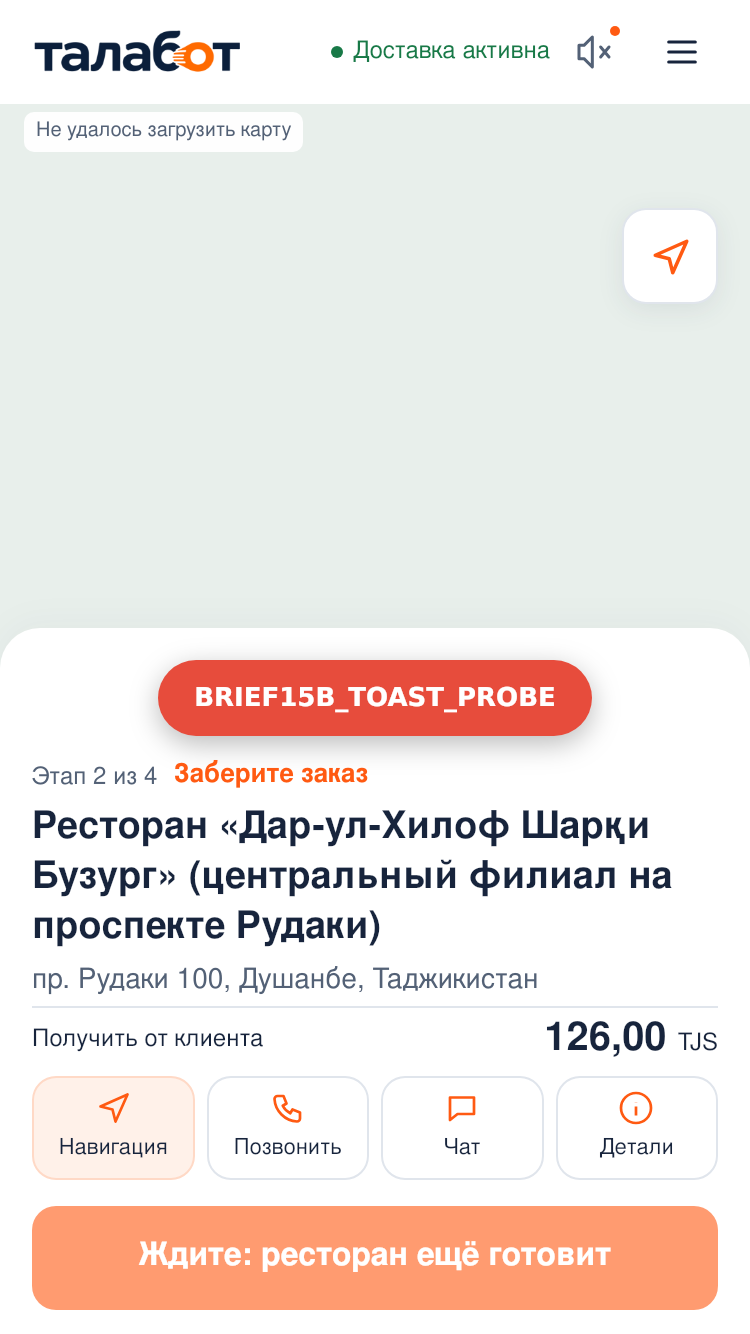 талабот
Доставка активна
Не удалось загрузить карту
BRIEF15B_TOAST_PROBE
Этап 2 из 4 Заберите заказ
Ресторан «Дар-ул-Хилоф Шарқи
Бузург» (центральный филиал на
проспекте Рудаки)
пр. Рудаки 100, Душанбе, Таджикистан
Получить от клиента 126,00 TJS
Навигация Позвонить Чат Детали
Ждите: ресторан ещё готовит